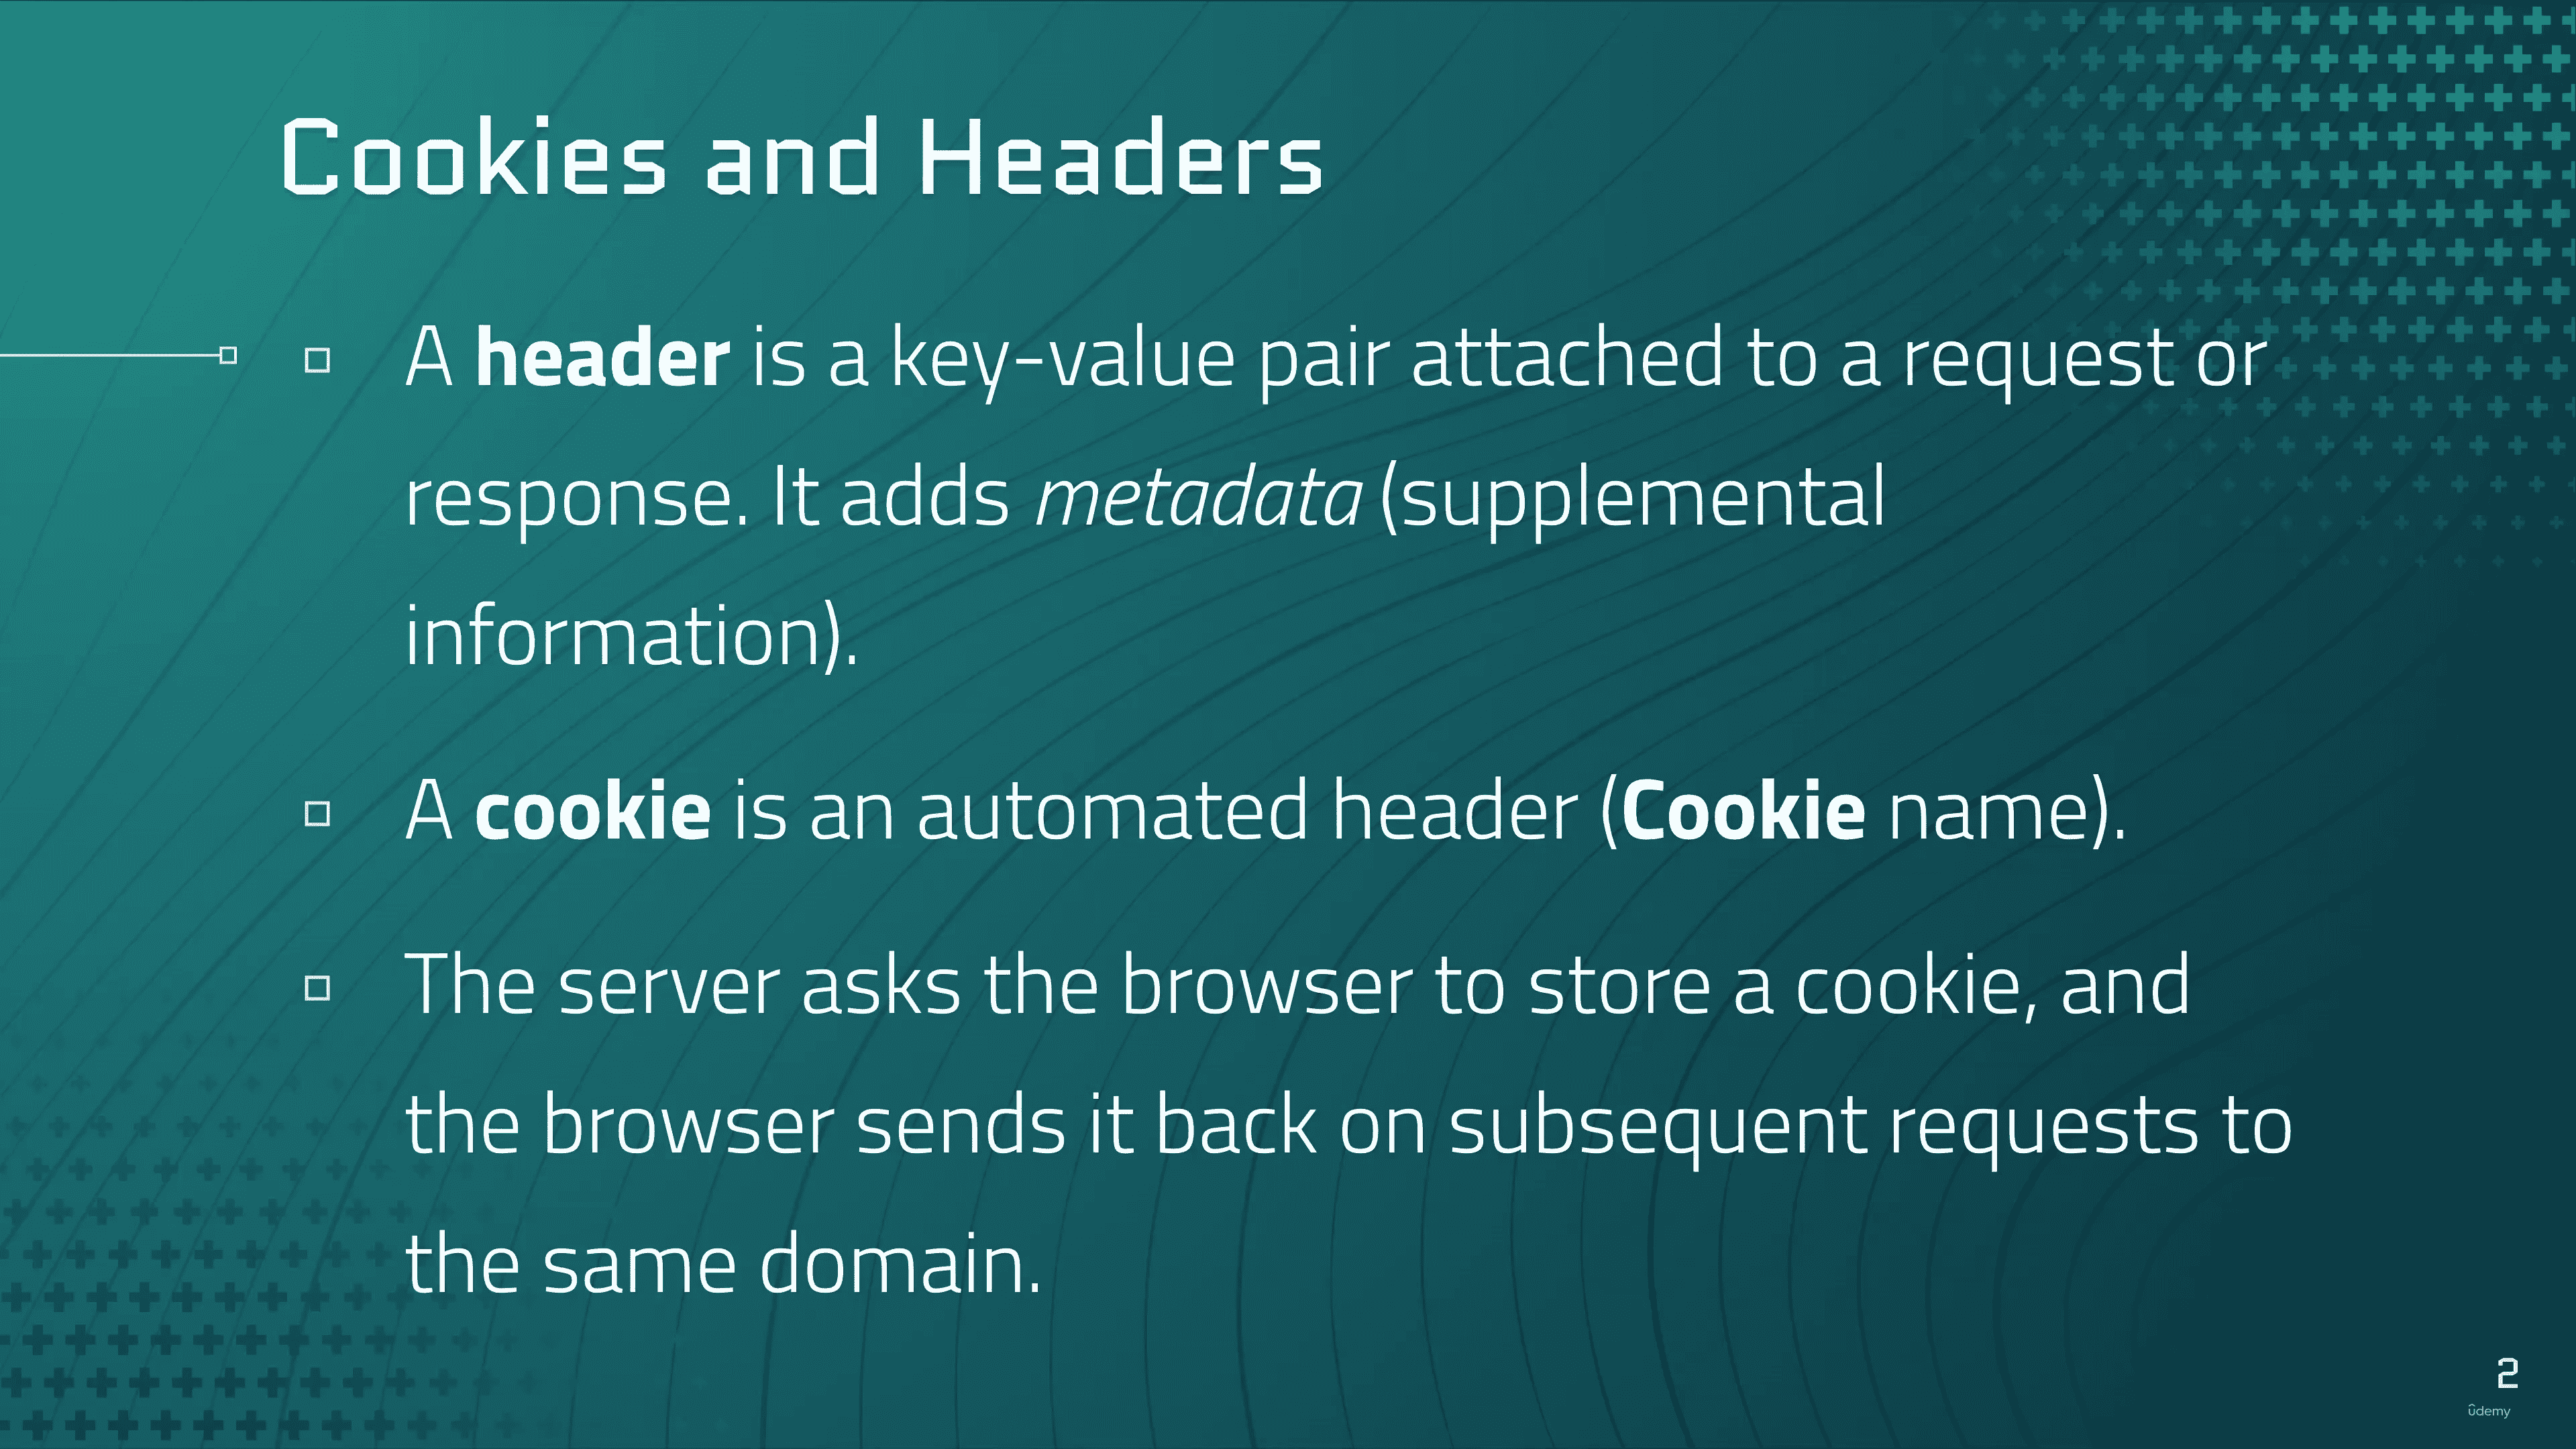 Cookies and Headers
A header is a key-value pair attached to a request or
response. It adds metadata (supplemental
information).
A cookie is an automated header (Cookie name).
The server asks the browser to store a cookie, and
the browser sends it back on subsequent requests to
the same domain.
2
ûdemy